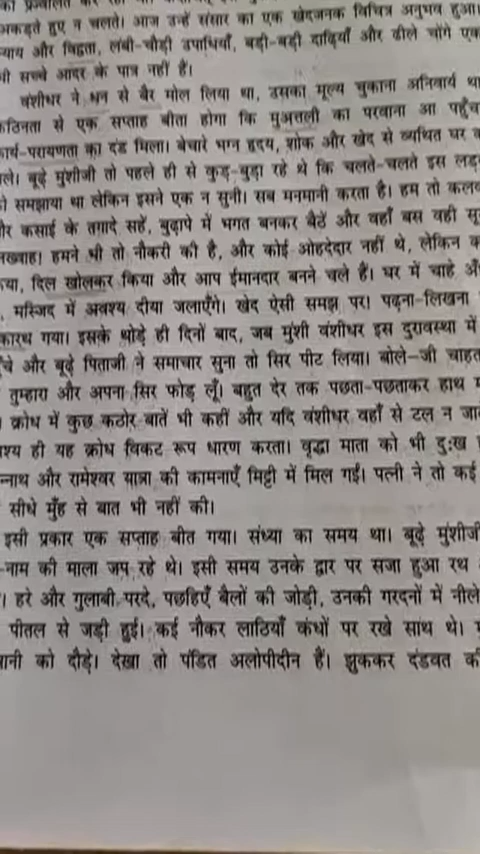 को प्रज्वलित कर रहा
अकड़ते हुए न चलते। आज उन्हें संसार का एक खेदजनक विचित्र अनुभव हुआ।
न्याय और विद्वता, लंबी-चौड़ी उपाधियाँ, बड़ी-बड़ी दाढ़ियाँ और ढीले चोंगे एक
भी सच्चे आदर के पात्र नहीं हैं।
वंशीधर ने धन से बैर मोल लिया था, उसका मूल्य चुकाना अनिवार्य था
कठिनता से एक सप्ताह बीता होगा कि मुअत्तली का परवाना आ पहुँचा
कार्य-परायणता का दंड मिला। बेचारे भग्न हृदय, शोक और खेद से व्यथित घर क
चले। बूढ़े मुंशीजी तो पहले ही से कुड़-बुड़ा रहे थे कि चलते-चलते इस लड़
को समझाया था लेकिन इसने एक न सुनी। सब मनमानी करता है। हम तो कलव
और कसाई के तगादे सहें, बुढ़ापे में भगत बनकर बैठें और वहाँ बस वही सू
नख्वाह। हमने भी तो नौकरी की है, और कोई ओहदेदार नहीं थे, लेकिन क
या, दिल खोलकर किया और आप ईमानदार बनने चले हैं। घर में चाहे अँ
, मस्जिद में अवश्य दीया जलाएँगे। खेद ऐसी समझ पर। पढ़ना-लिखना
कारथ गया। इसके थोड़े ही दिनों बाद, जब मुंशी वंशीधर इस दुरावस्था में
चे और बूढ़े पिताजी ने समाचार सुना तो सिर पीट लिया। बोले-जी चाहत
तुम्हारा और अपना सिर फोड़ लूँ। बहुत देर तक पछता-पछताकर हाथ म
। क्रोध में कुछ कठोर बातें भी कहीं और यदि वंशीधर वहाँ से टल न जा
श्य ही यह क्रोध विकट रूप धारण करता। वृद्धा माता को भी दुःख
न्नाथ और रामेश्वर यात्रा की कामनाएँ मिट्टी में मिल गईं। पत्नी ने तो कई
सीधे मुँह से बात भी नहीं की।
इसी प्रकार एक सप्ताह बीत गया। संध्या का समय था। बूढ़े मुंशीजी
-नाम की माला जप रहे थे। इसी समय उनके द्वार पर सजा हुआ रथ
। हरे और गुलाबी परदे, पछहिएँ बैलों की जोड़ी, उनकी गरदनों में नीले
पीतल से जड़ी हुई। कई नौकर लाठियाँ कंधों पर रखे साथ थे।
वानी को दौड़े। देखा तो पंडित अलोपीदीन हैं। झुककर दंडवत की